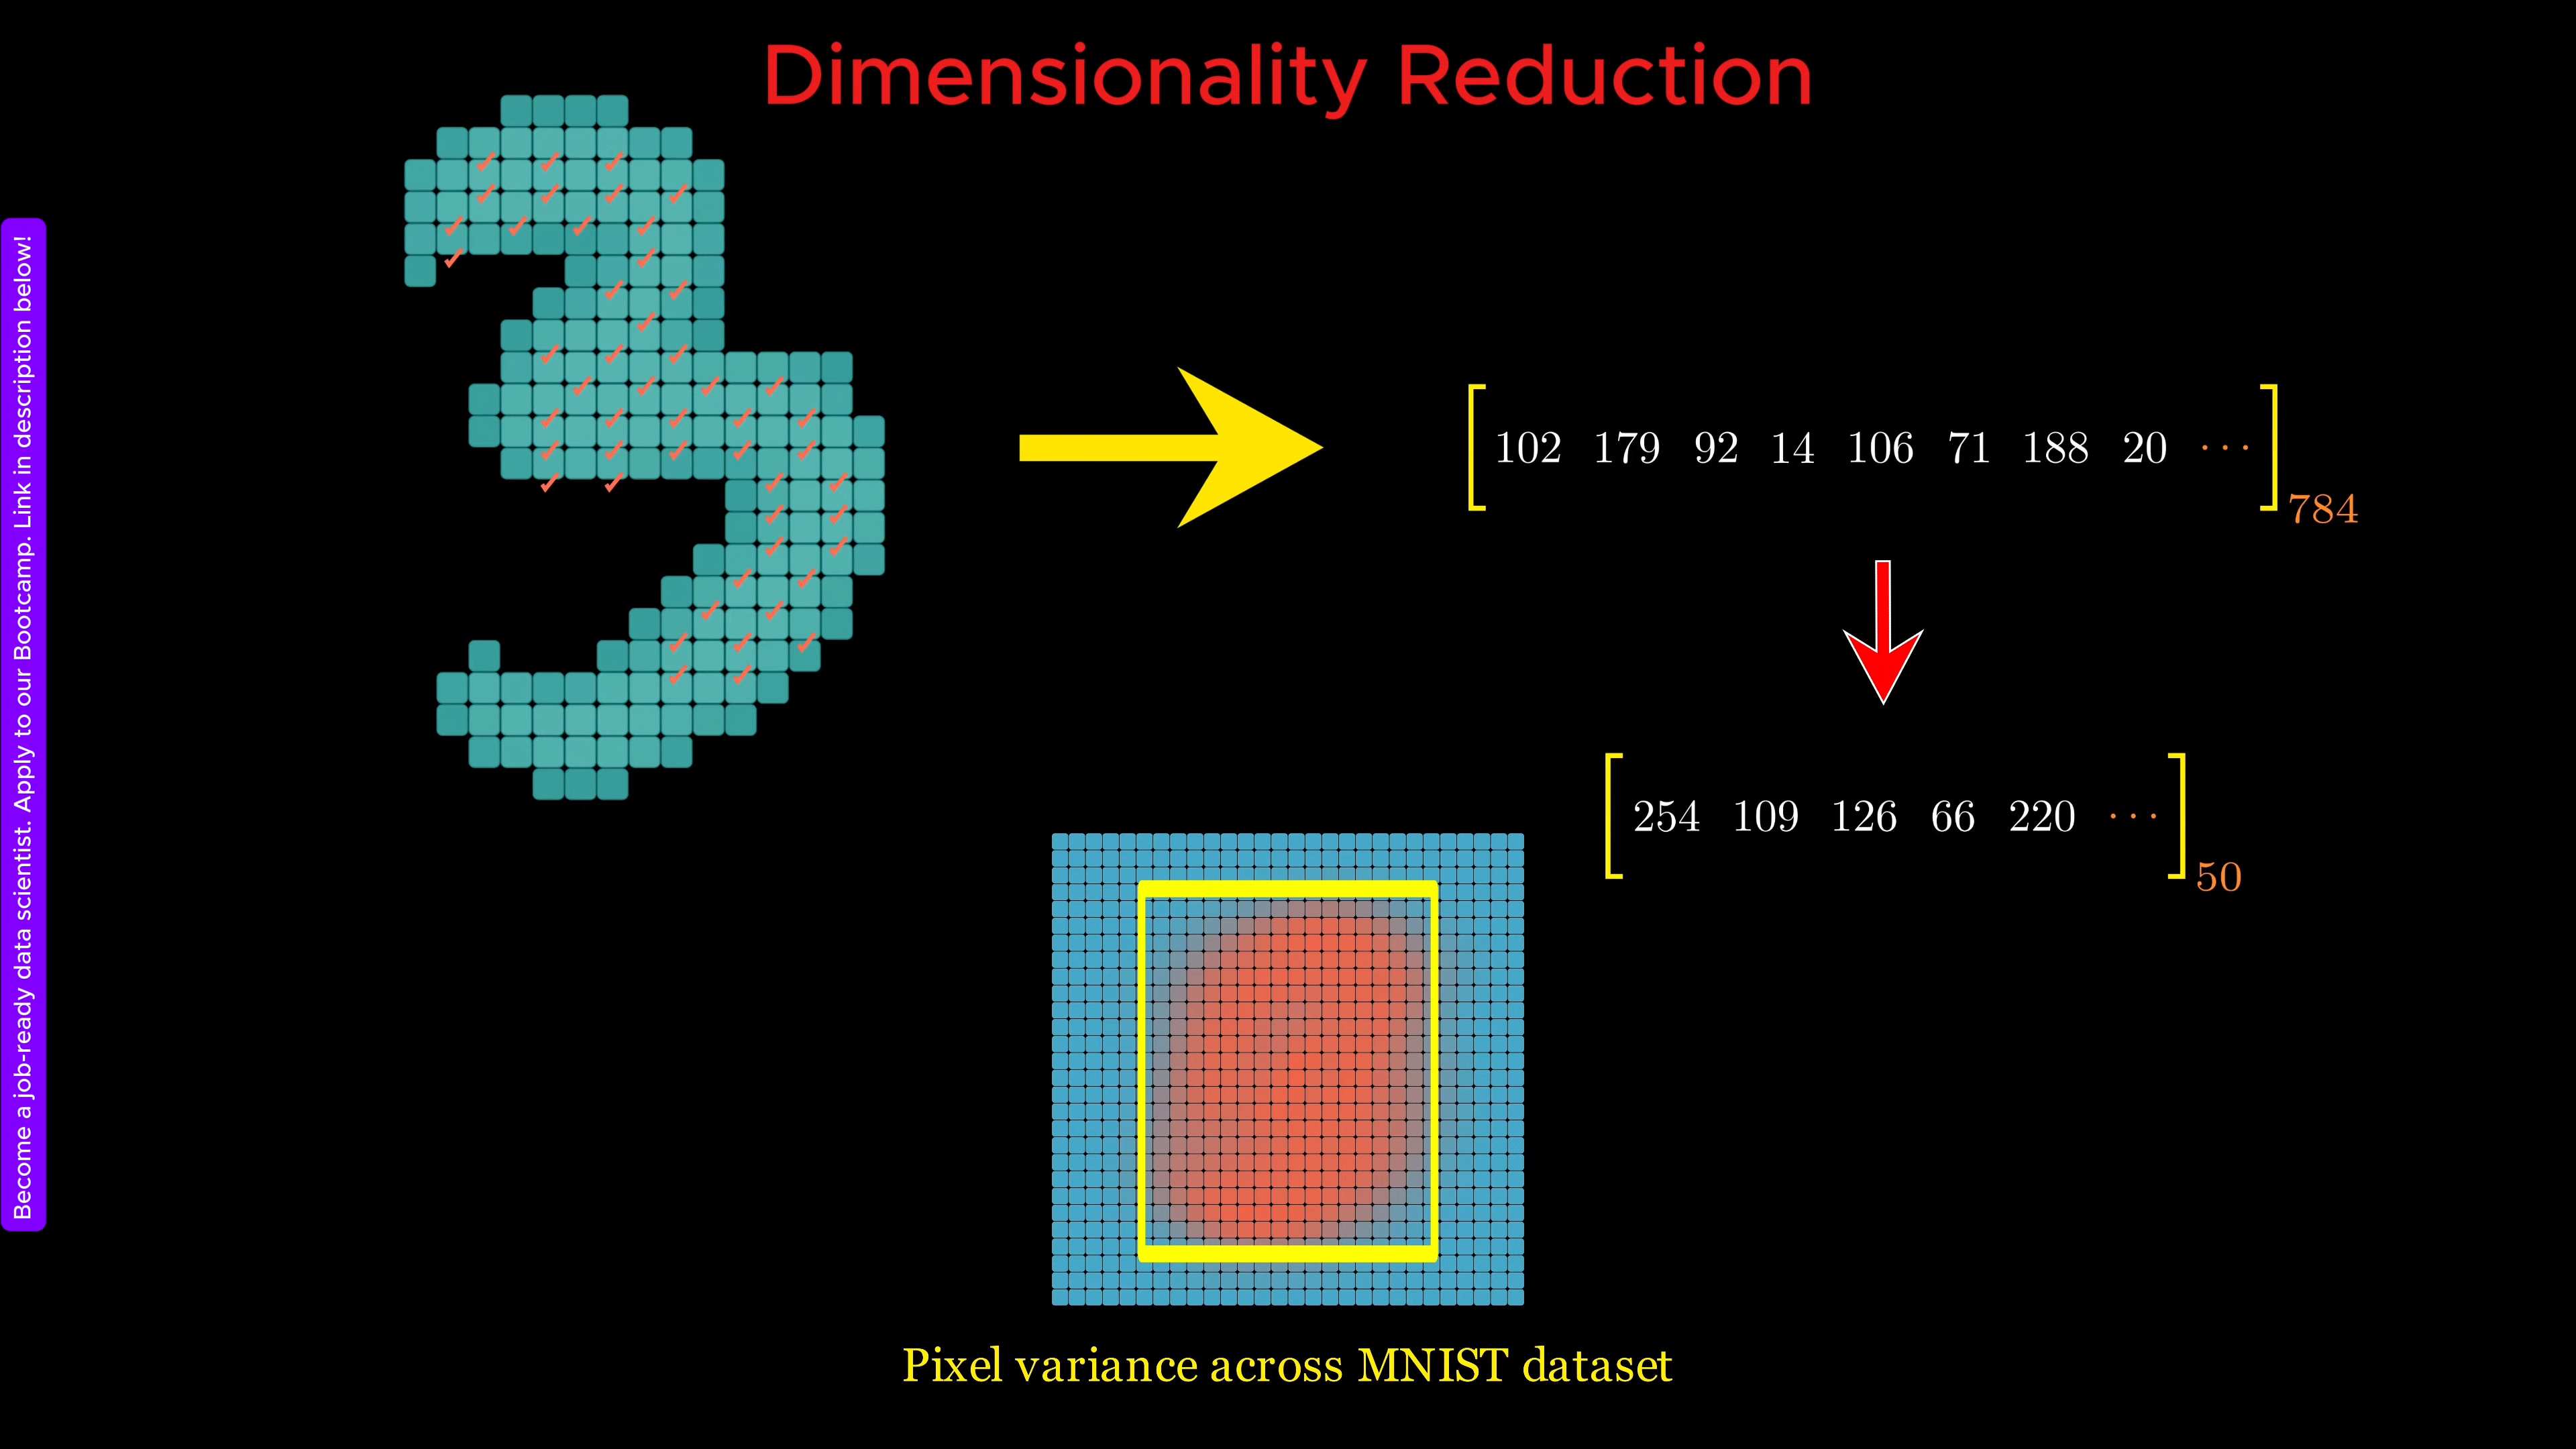 Dimensionality Reduction
Become a job-ready data scientist. Apply to our Bootcamp. Link in description below!
[102 179 92 14 106 71 188 20 ···]784
[254 109 126 66 220 ···]50
Pixel variance across MNIST dataset